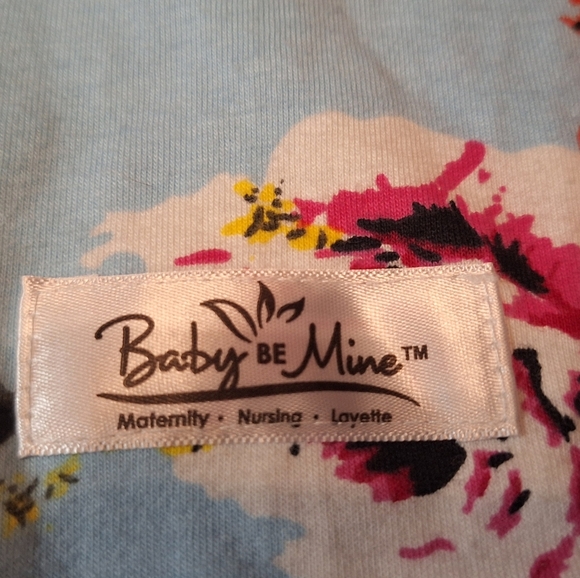 Baby BE Mine™
Maternity · Nursing · Layette